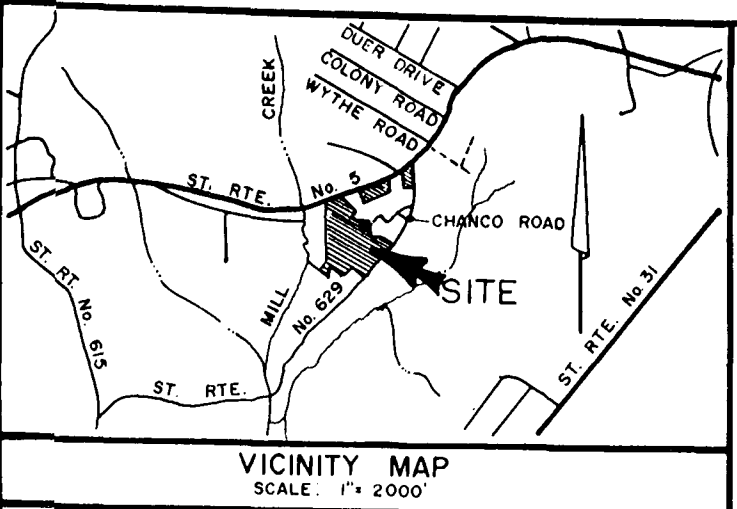 DUER DRIVE
COLONY ROAD
WYTHE ROAD
CREEK
ST. RTE. No. 5
CHANCO ROAD
SITE
ST. RT. No. 615
MILL
No. 629
ST. RTE.
ST. RTE. No. 31
VICINITY MAP
SCALE: 1"= 2000'